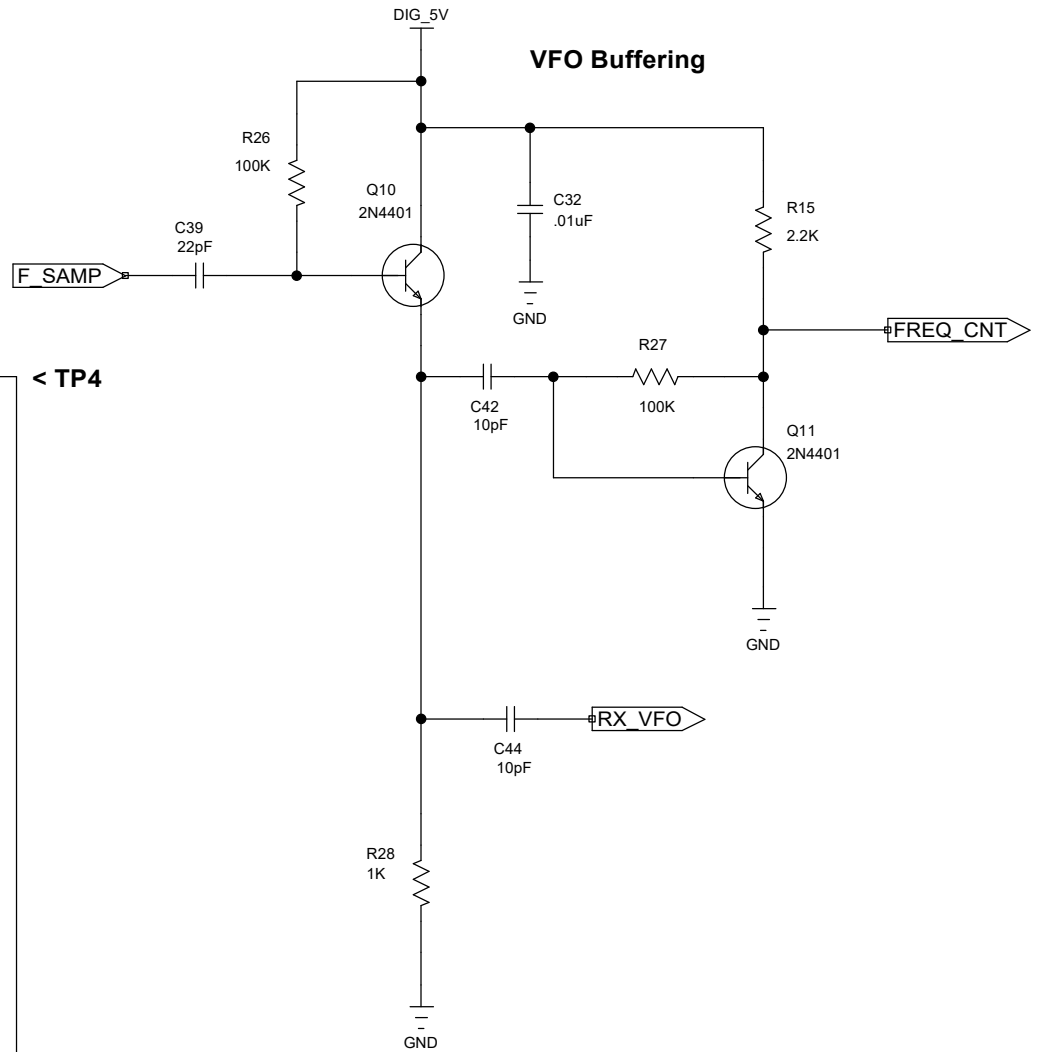 DIG_5V
VFO Buffering
R26
100K
Q10
2N4401
C32
.01uF
R15
2.2K
C39
22pF
F_SAMP
GND
FREQ_CNT
R27
100K
< TP4
C42
10pF
Q11
2N4401
GND
RX_VFO
C44
10pF
R28
1K
GND